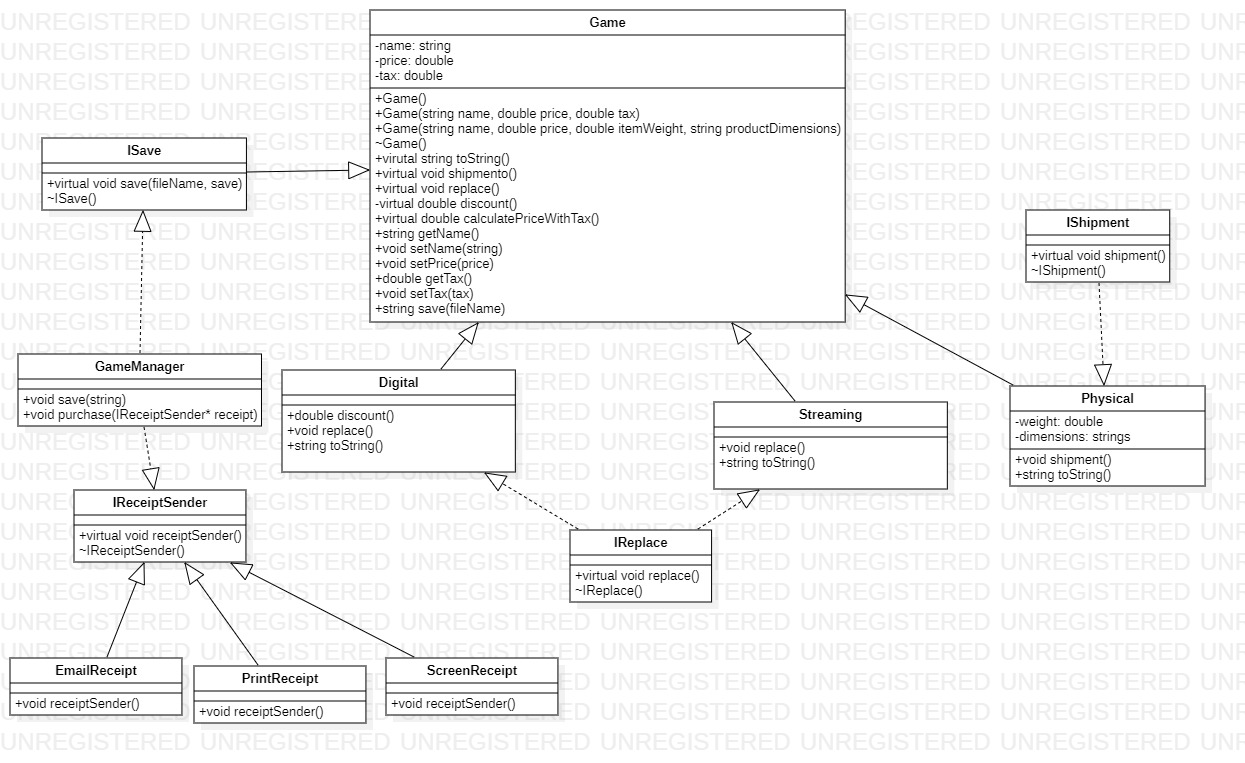 Game
-name: string
-price: double
-tax: double
+Game()
+Game(string name, double price, double tax)
+Game(string name, double price, double itemWeight, string productDimensions)
~Game()
+virutal string toString()
+virtual void shipmento()
+virtual void replace()
-virtual double discount()
+virtual double calculatePriceWithTax()
+string getName()
+void setName(string)
+void setPrice(price)
+double getTax()
+void setTax(tax)
+string save(fileName)
ISave
+virtual void save(fileName, save)
~ISave()
IShipment
+virtual void shipment()
~IShipment()
GameManager
+void save(string)
+void purchase(IReceiptSender* receipt)
Digital
+double discount()
+void replace()
+string toString()
Streaming
+void replace()
+string toString()
Physical
-weight: double
-dimensions: strings
+void shipment()
+string toString()
IReceiptSender
+virtual void receiptSender()
~IReceiptSender()
IReplace
+virtual void replace()
~IReplace()
EmailReceipt
+void receiptSender()
PrintReceipt
+void receiptSender()
ScreenReceipt
+void receiptSender()
UNREGISTERED